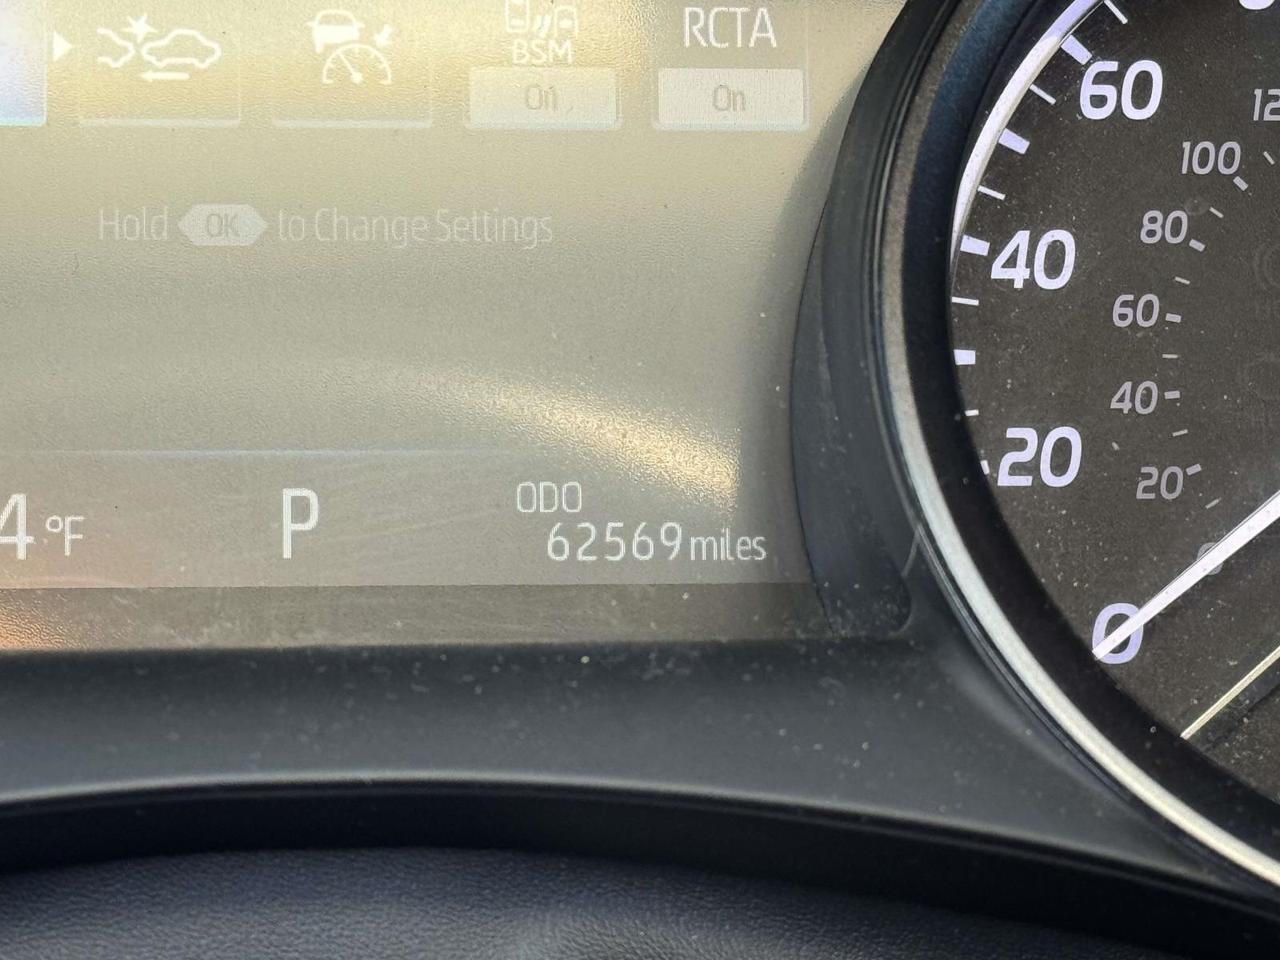 BSM
RCTA
On
On
Hold OK to Change Settings
4 °F
P
ODO
62569 miles
60
100
80
40
60
40
20
20
0